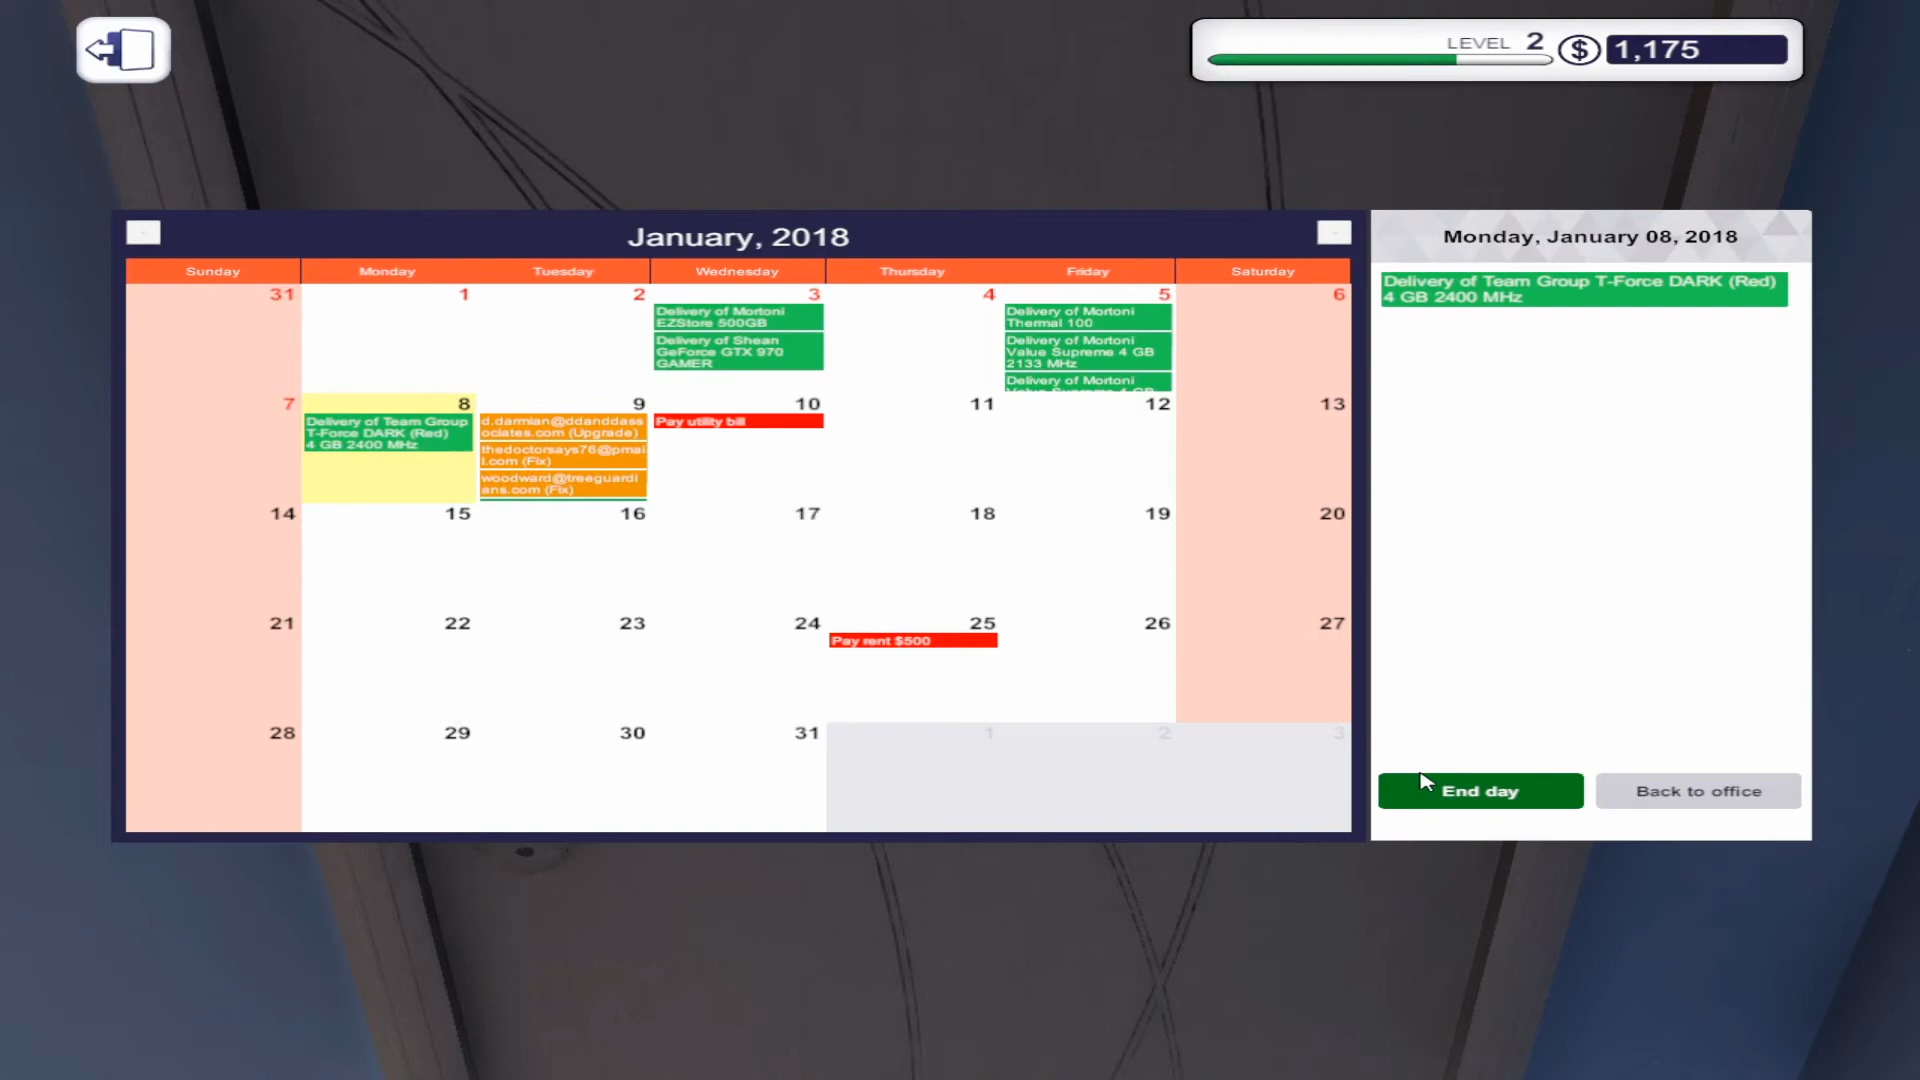 LEVEL 2
$ 1,175
January, 2018
Sunday Monday Tuesday Wednesday Thursday Friday Saturday
31 1 2 3 4 5 6
Delivery of Mortoni
EZStore 500GB
Delivery of Shean
GeForce GTX 970
GAMER
Delivery of Mortoni
Thermal 100
Delivery of Mortoni
Value Supreme 4 GB
2133 MHz
Delivery of Mortoni
Value Supreme 4 GB
7 8 9 10 11 12 13
Delivery of Team Group
T-Force DARK (Red)
4 GB 2400 MHz
d.damian@ddanddass
ociates.com (Upgrade)
thedoctorsays76@pmai
l.com (Fix)
woodward@treeguardi
ans.com (Fix)
Pay utility bill
14 15 16 17 18 19 20
21 22 23 24 25 26 27
Pay rent $500
28 29 30 31 1 2 3
Monday, January 08, 2018
Delivery of Team Group T-Force DARK (Red)
4 GB 2400 MHz
End day
Back to office